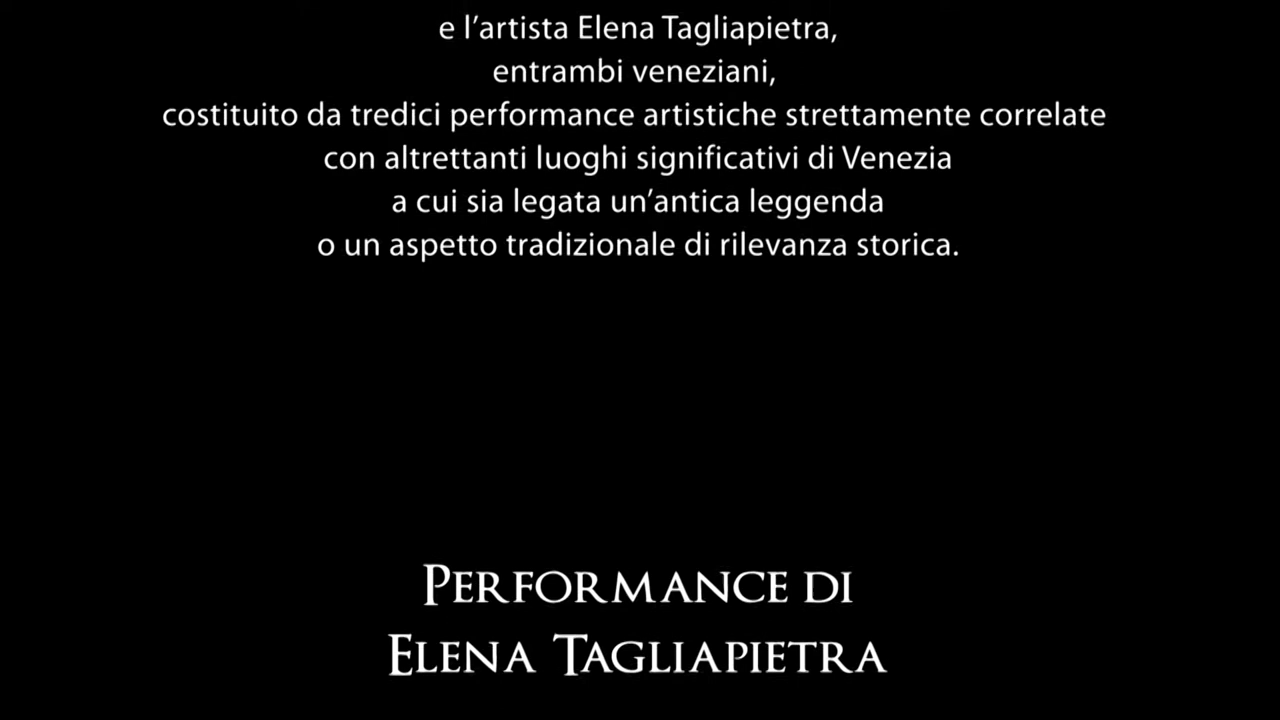 e l’artista Elena Tagliapietra,
entrambi veneziani,
costituito da tredici performance artistiche strettamente correlate
con altrettanti luoghi significativi di Venezia
a cui sia legata un’antica leggenda
o un aspetto tradizionale di rilevanza storica.
Performance di
Elena Tagliapietra